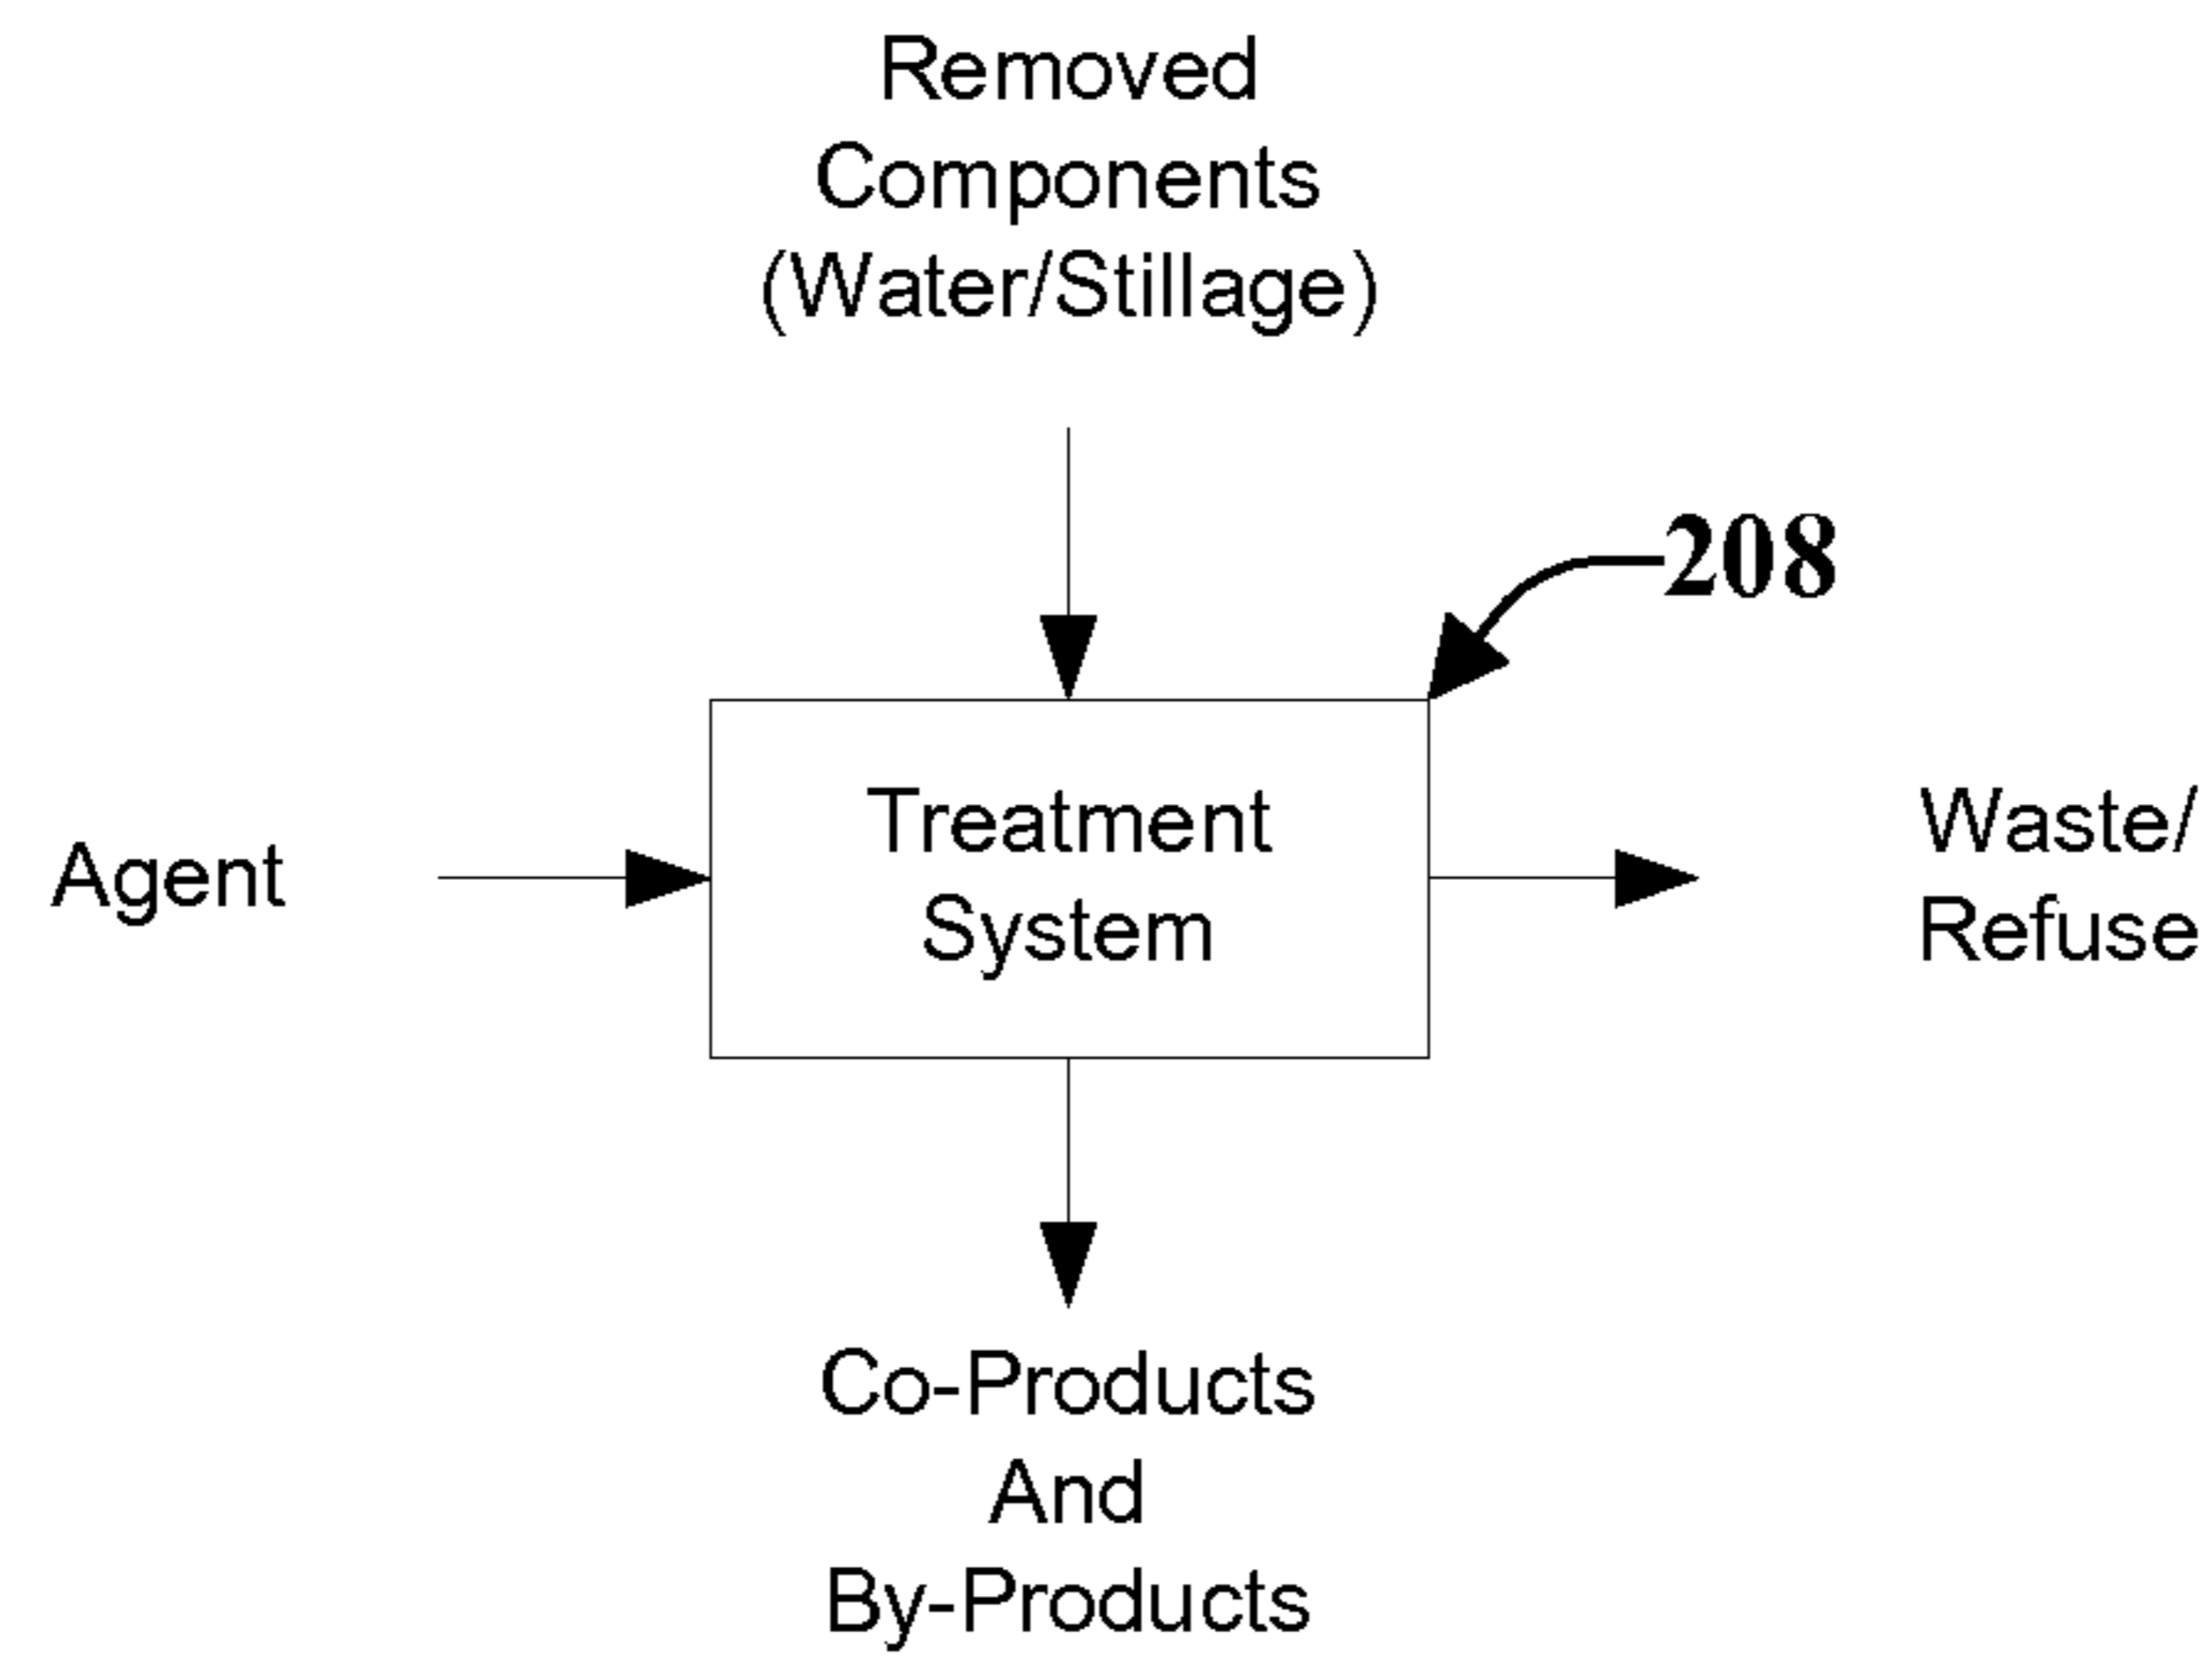 Removed
Components
(Water/Stillage)
208
Treatment
System
Agent
Waste/
Refuse
Co-Products
And
By-Products